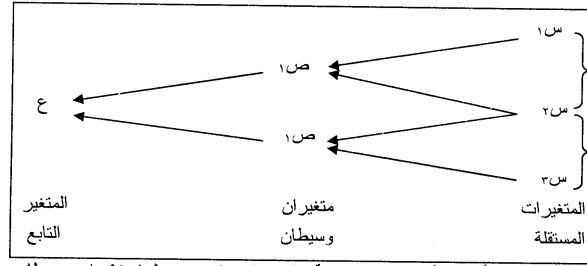 س١
ص١
ع
س٢
ص١
س٣
المتغيرات متغيران المتغير
المستقلة وسيطان التابع